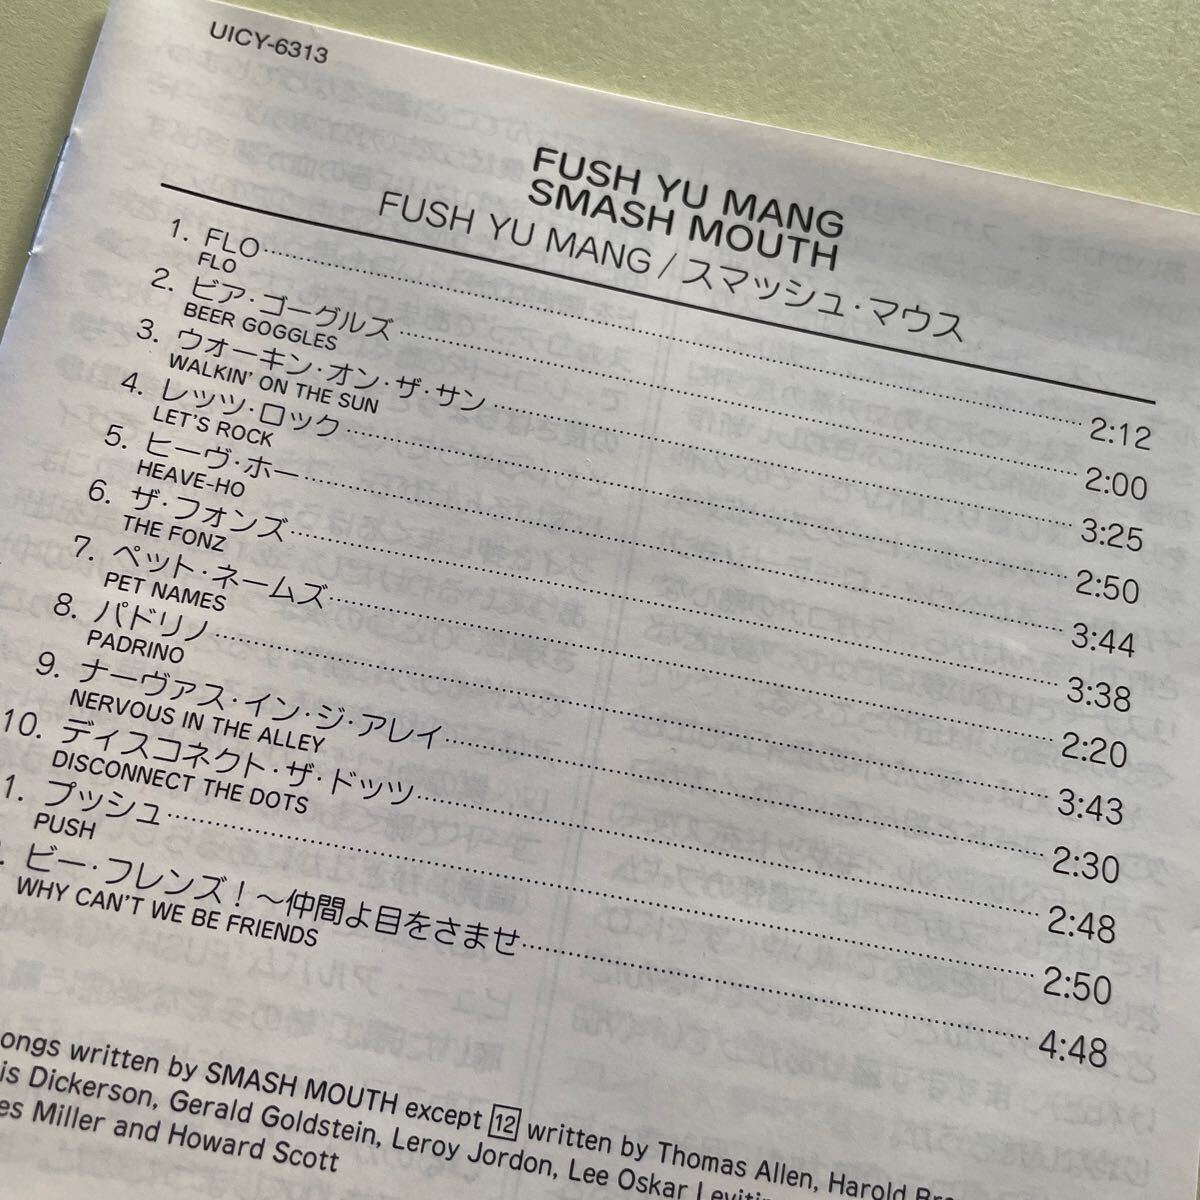 UICY-6313
FUSH YU MANG
SMASH MOUTH
FUSH YU MANG/スマッシュ・マウス
1. FLO 2:12
FLO
2. ビア・ゴーグルズ 2:00
BEER GOGGLES
3. ウォーキン・オン・ザ・サン 3:25
WALKIN' ON THE SUN
4. レッツ・ロック 2:50
LET'S ROCK
5. ヒーヴ・ホー 3:44
HEAVE-HO
6. ザ・フォンズ 3:38
THE FONZ
7. ペット・ネームズ 2:20
PET NAMES
8. パドリノ 3:43
PADRINO
9. ナーヴァス・イン・ジ・アレイ 2:30
NERVOUS IN THE ALLEY
10. ディスコネクト・ザ・ドッツ 2:48
DISCONNECT THE DOTS
1. プッシュ 2:50
PUSH
ビー・フレンズ!〜仲間よ目をさませ 4:48
WHY CAN'T WE BE FRIENDS
ongs written by SMASH MOUTH except 12 written by Thomas Allen, Harold Br
is Dickerson, Gerald Goldstein, Leroy Jordon, Lee Oskar
es Miller and Howard Scott